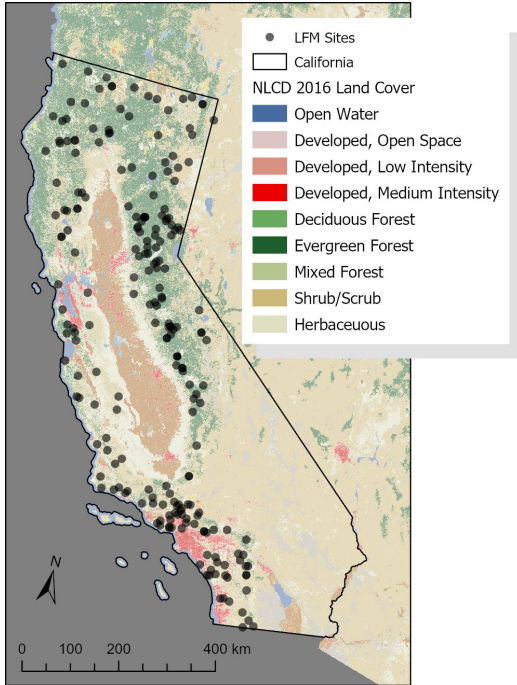 LFM Sites
California
NLCD 2016 Land Cover
Open Water
Developed, Open Space
Developed, Low Intensity
Developed, Medium Intensity
Deciduous Forest
Evergreen Forest
Mixed Forest
Shrub/Scrub
Herbaceuous
N
0 100 200 400 km